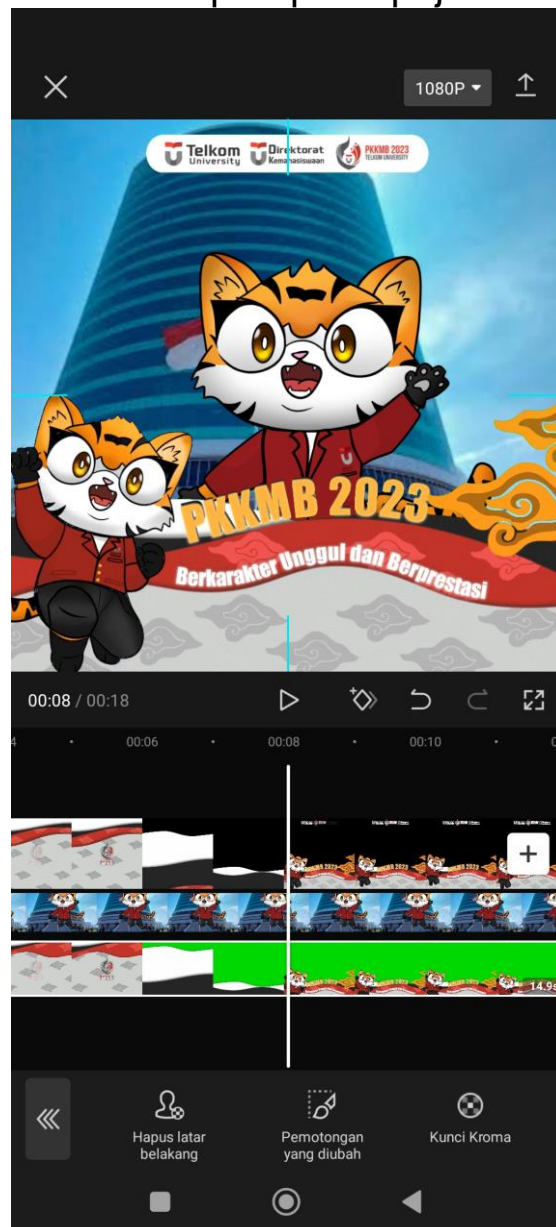 1080P
Telkom University
Direktorat Kemahasiswaan
PKKMB 2023
TELKOM UNIVERSITY
PKKMB 2023
Berkarakter Unggul dan Berprestasi
00:08 / 00:18
00:06
00:08
00:10
14.9s
Hapus latar
belakang
Pemotongan
yang diubah
Kunci Kroma